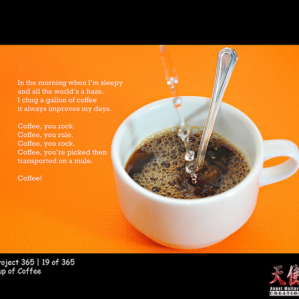 In the morning when I'm sleepy
and all the world's a haze,
I chug a gallon of coffee
it always improves my days.
Coffee, you rock.
Coffee, you rule.
Coffee, you rock.
Coffee, you're picked then
transported on a mule.
Coffee!
roject 365 | 19 of 365
up of Coffee
天使